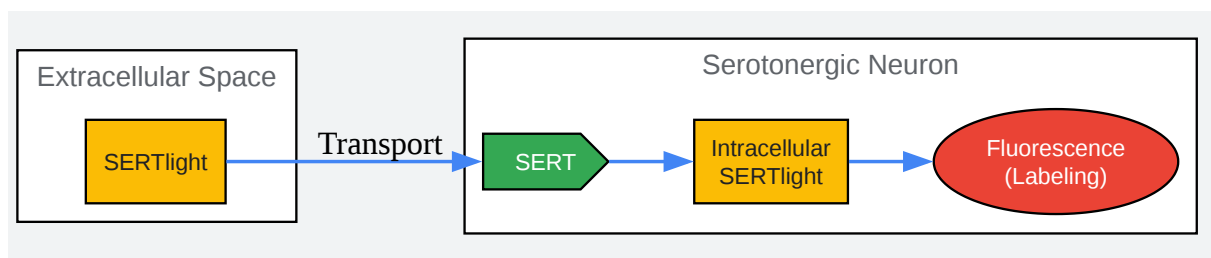 Extracellular Space
SERTlight
Transport
Serotonergic Neuron
SERT
Intracellular
SERTlight
Fluorescence
(Labeling)